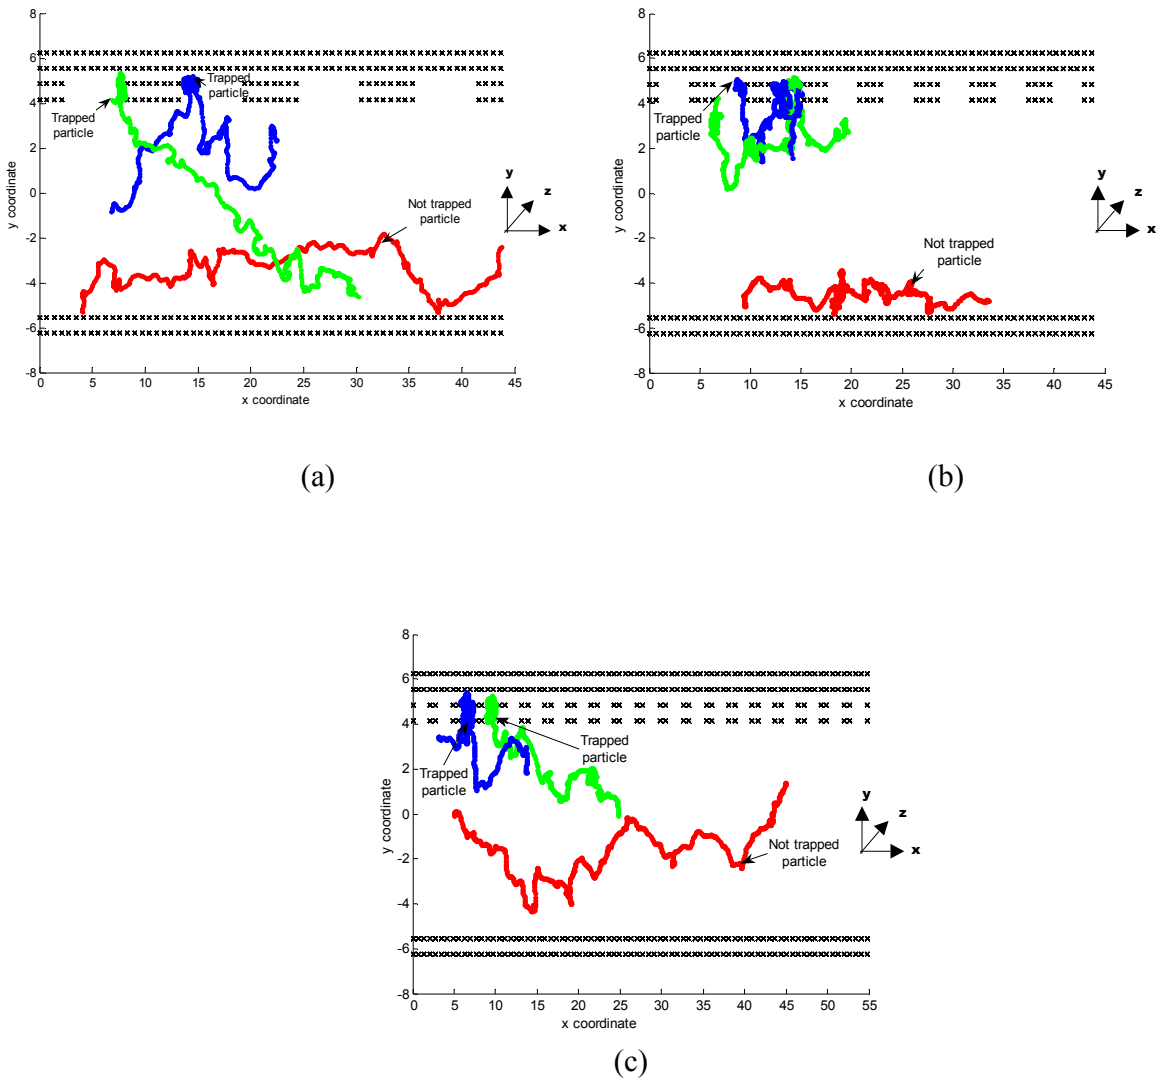 8
6
4
2
0
-2
-4
-6
-8
y coordinate
Trapped
particle
Trapped
particle
Not trapped
particle
y
z
x
0 5 10 15 20 25 30 35 40 45
x coordinate
(a)
8
6
4
2
0
-2
-4
-6
-8
y coordinate
Trapped
particle
Not trapped
particle
y
z
x
0 5 10 15 20 25 30 35 40 45
x coordinate
(b)
8
6
4
2
0
-2
-4
-6
-8
y coordinate
Trapped
particle
Trapped
particle
Not trapped
particle
y
z
x
0 5 10 15 20 25 30 35 40 45 50 55
x coordinate
(c)